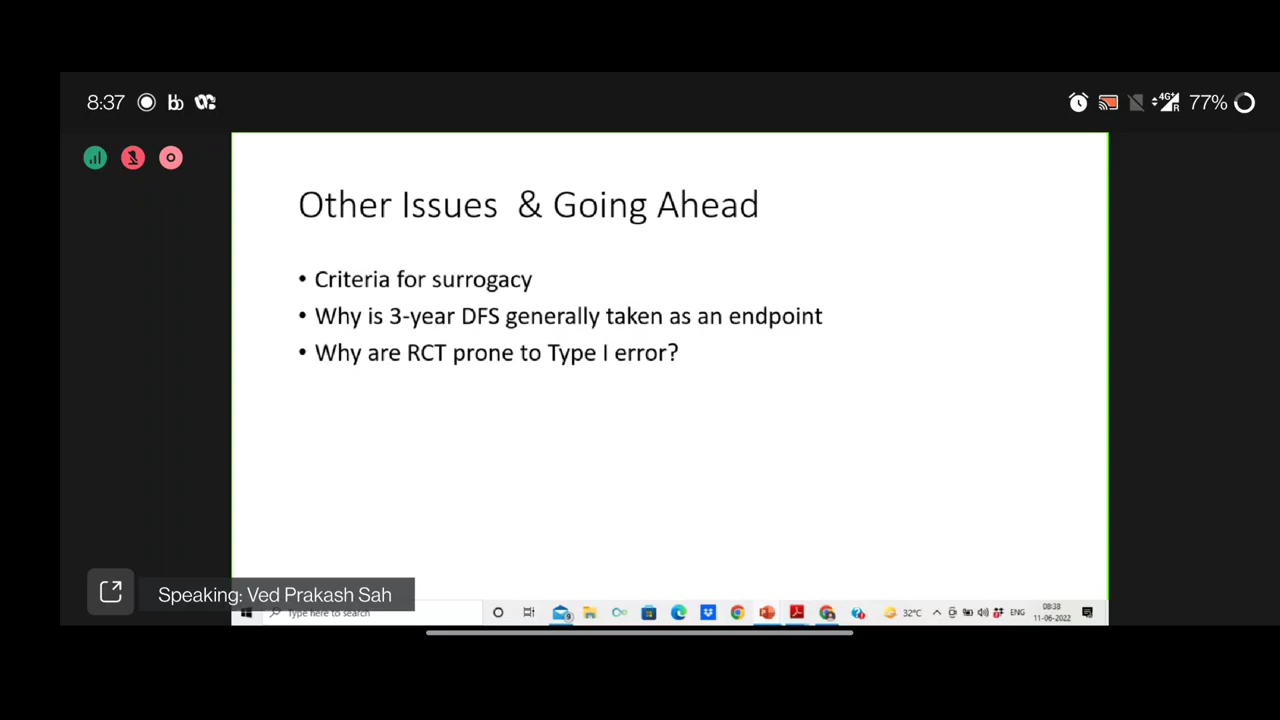 8:37
4G+
R
77%
Other Issues & Going Ahead
• Criteria for surrogacy
• Why is 3-year DFS generally taken as an endpoint
• Why are RCT prone to Type I error?
Speaking: Ved Prakash Sah
Type here to search
32°C
ENG
08:38
11-06-2022